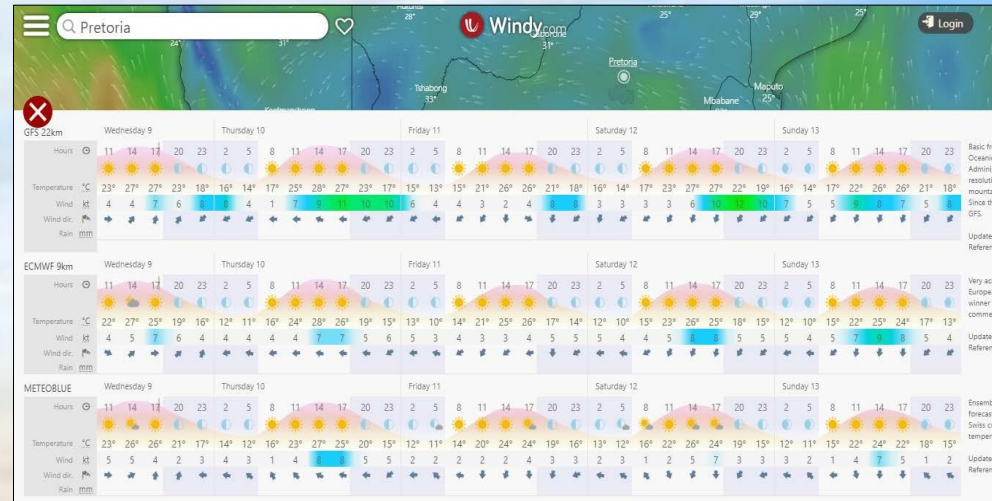 Pretoria
Windy.com
Login
28°
25°
29°
25°
24°
31°
31°
Pretoria
Tshabong
33°
Mbabane
Maputo
25°
GFS 22km Wednesday 9 Thursday 10 Friday 11 Saturday 12 Sunday 13
Hours 11 14 17 20 23 2 5 8 11 14 17 20 23 2 5 8 11 14 17 20 23 2 5 8 11 14 17 20 23 2 5 8 11 14 17 20 23
Temperature °C 23° 27° 27° 23° 18° 16° 14° 17° 25° 28° 27° 23° 17° 15° 13° 15° 21° 26° 26° 21° 18° 16° 14° 17° 23° 27° 27° 22° 19° 16° 14° 17° 22° 26° 26° 21° 18°
Wind kt 4 4 7 6 8 8 4 1 7 9 11 10 10 6 4 4 3 2 4 8 8 3 3 3 3 6 10 12 10 7 5 5 9 8 7 5 8
Wind dir.
Rain mm
ECMWF 9km Wednesday 9 Thursday 10 Friday 11 Saturday 12 Sunday 13
Hours 11 14 17 20 23 2 5 8 11 14 17 20 23 2 5 8 11 14 17 20 23 2 5 8 11 14 17 20 23 2 5 8 11 14 17 20 23
Temperature °C 22° 27° 25° 19° 16° 12° 11° 16° 24° 28° 26° 19° 15° 13° 10° 14° 21° 25° 26° 17° 14° 12° 10° 15° 23° 26° 25° 18° 15° 12° 10° 15° 22° 25° 24° 17° 13°
Wind kt 4 5 7 6 4 4 4 4 4 7 7 5 6 5 3 4 3 3 4 5 5 5 4 4 5 8 8 5 5 5 4 5 7 9 8 5 4
Wind dir.
Rain mm
METEOBLUE Wednesday 9 Thursday 10 Friday 11 Saturday 12 Sunday 13
Hours 11 14 17 20 23 2 5 8 11 14 17 20 23 2 5 8 11 14 17 20 23 2 5 8 11 14 17 20 23 2 5 8 11 14 17 20 23
Temperature °C 23° 26° 26° 21° 17° 14° 12° 16° 23° 27° 25° 20° 15° 12° 11° 14° 20° 24° 24° 19° 16° 13° 12° 16° 22° 26° 24° 19° 15° 12° 11° 15° 22° 24° 22° 18° 15°
Wind kt 5 5 4 2 3 4 3 1 4 8 8 5 5 2 2 2 2 2 4 3 3 2 3 1 2 5 7 3 3 3 2 1 4 7 5 1 2
Wind dir.
Rain mm